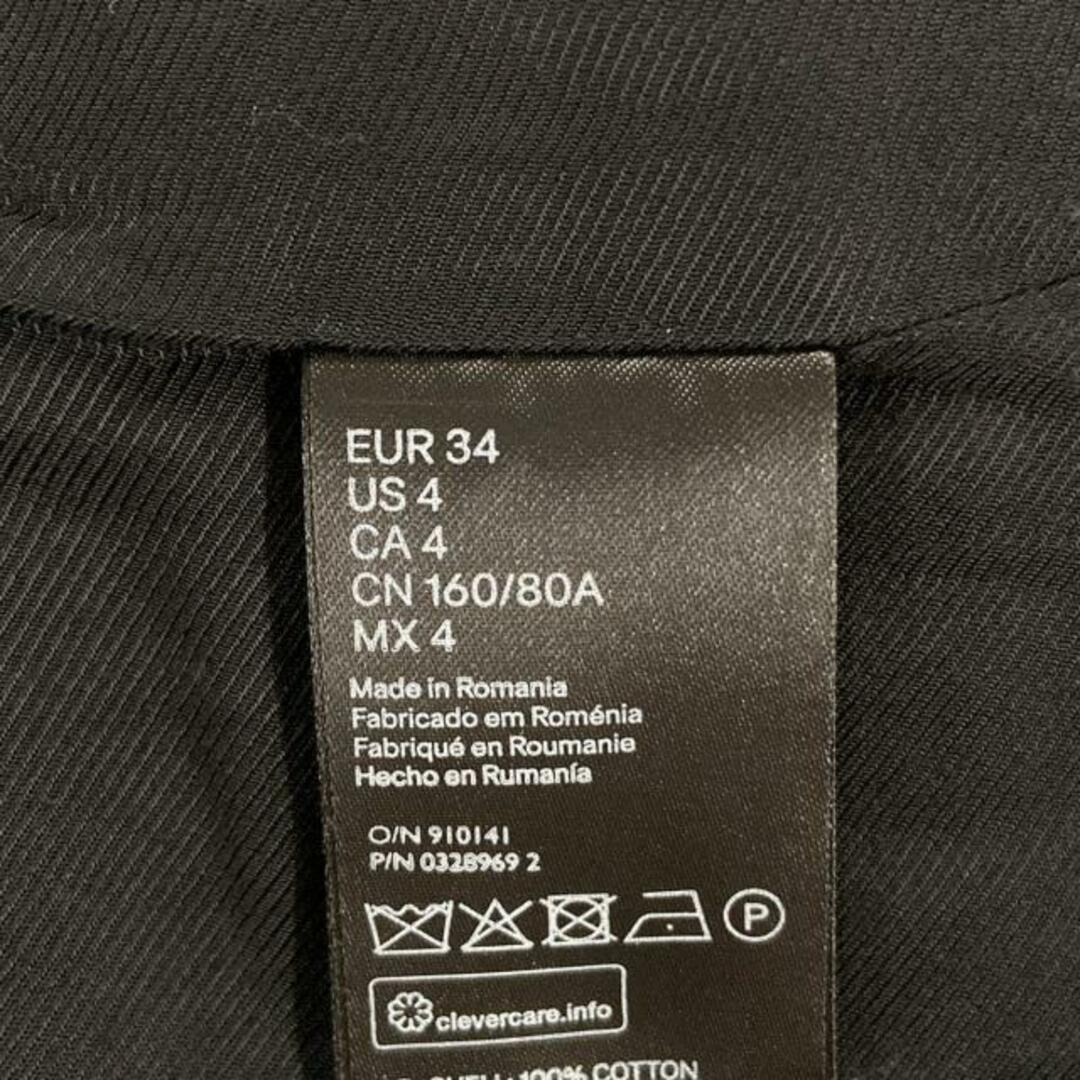 EUR 34
US 4
CA 4
CN 160/80A
MX 4
Made in Romania
Fabricado em Roménia
Fabriqué en Roumanie
Hecho en Rumanía
O/N 910141
P/N 0328969 2
P
clevercare.info
100% COTTON